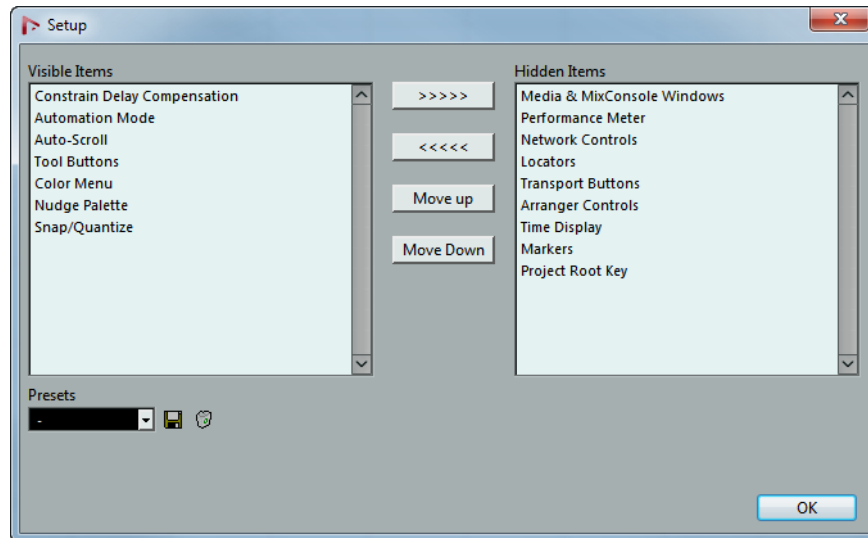 Setup
Visible Items
Constrain Delay Compensation
Automation Mode
Auto-Scroll
Tool Buttons
Color Menu
Nudge Palette
Snap/Quantize
>>>>>
<<<<<
Move up
Move Down
Hidden Items
Media & MixConsole Windows
Performance Meter
Network Controls
Locators
Transport Buttons
Arranger Controls
Time Display
Markers
Project Root Key
Presets
-
OK